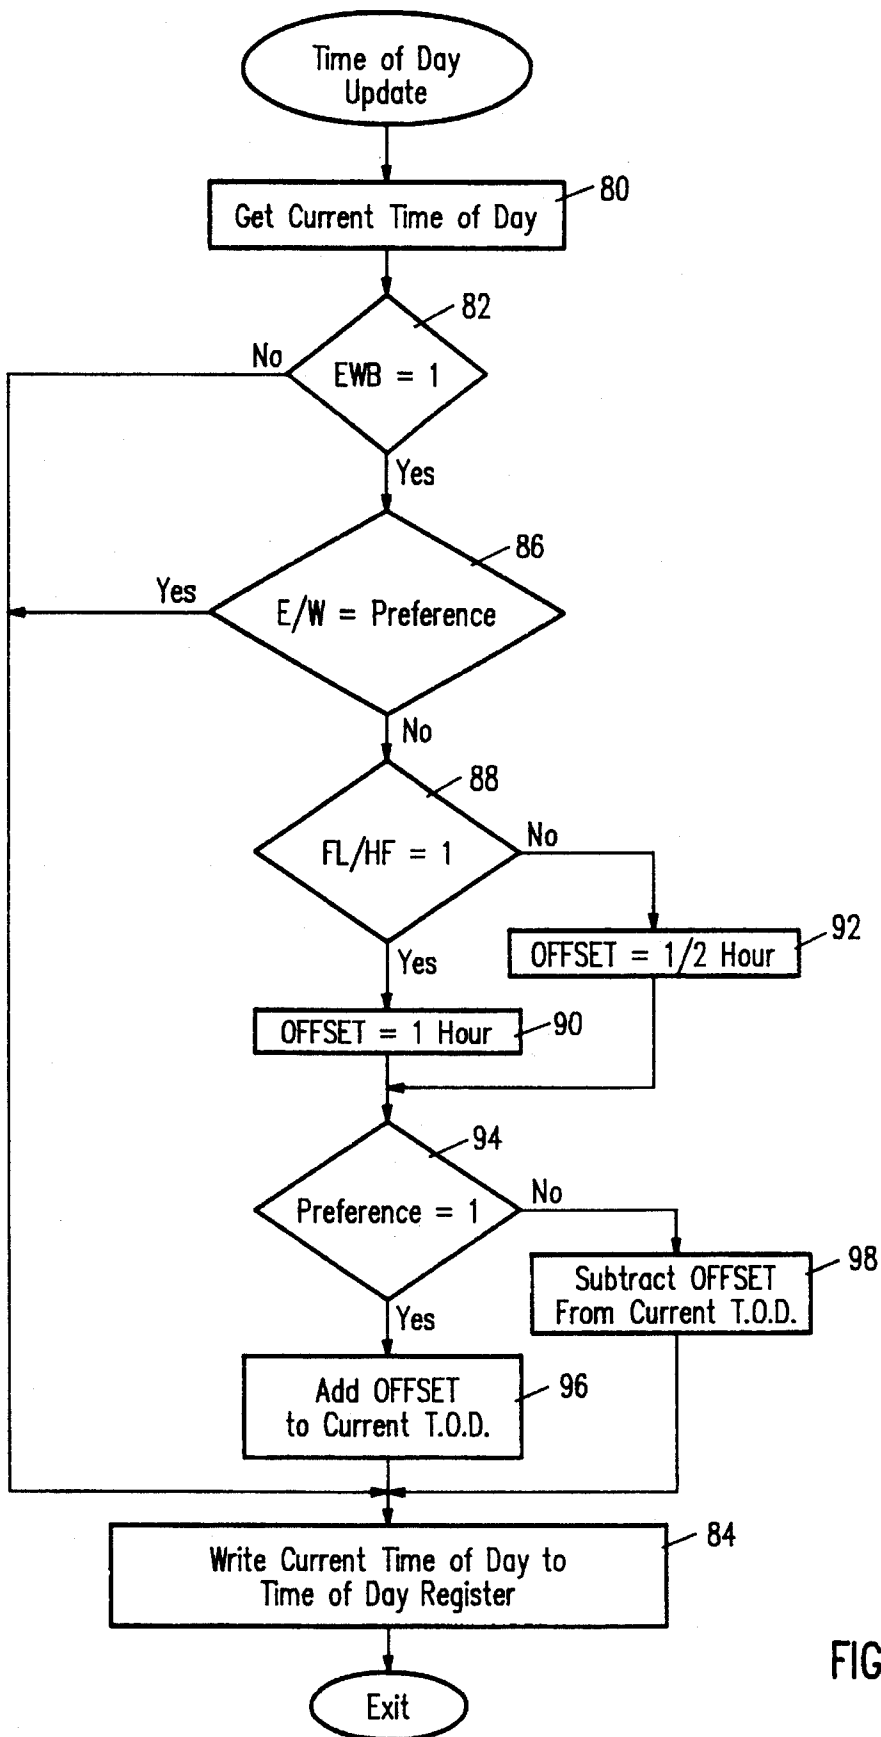 Time of Day
Update
80
Get Current Time of Day
82
No
EWB = 1
Yes
86
Yes
E/W = Preference
No
88
No
FL/HF = 1
92
OFFSET = 1/2 Hour
Yes
90
OFFSET = 1 Hour
94
No
Preference = 1
98
Subtract OFFSET
From Current T.O.D.
Yes
96
Add OFFSET
to Current T.O.D.
84
Write Current Time of Day to
Time of Day Register
FIG
Exit